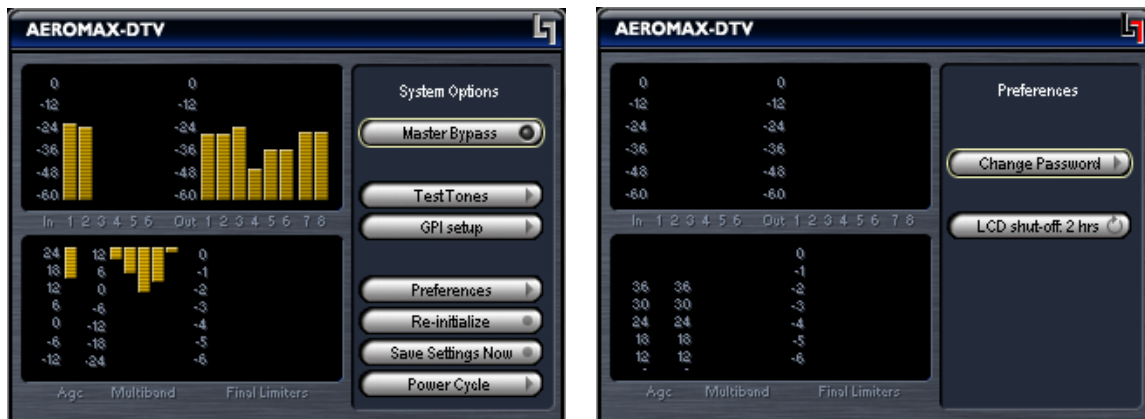 AEROMAX-DTV
System Options
Master Bypass
Test Tones
GPI setup
Preferences
Re-initialize
Save Settings Now
Power Cycle
0 0
-12 -12
-24 -24
-36 -36
-48 -48
-60 -60
In 1 2 3 4 5 6 Out 1 2 3 4 5 6 7 8
24 12 0
18 6 -1
12 0 -2
6 -6 -3
0 -12 -4
-6 -18 -5
-12 -24 -6
Agc Multiband Final Limiters
AEROMAX-DTV
Preferences
Change Password
LCD shut-off: 2 hrs
0 0
-12 -12
-24 -24
-36 -36
-48 -48
-60 -60
In 1 2 3 4 5 6 Out 1 2 3 4 5 6 7 8
0
-1
36 36 -2
30 30 -3
24 24 -4
18 18 -5
12 12 -6
- -
Agc Multiband Final Limiters